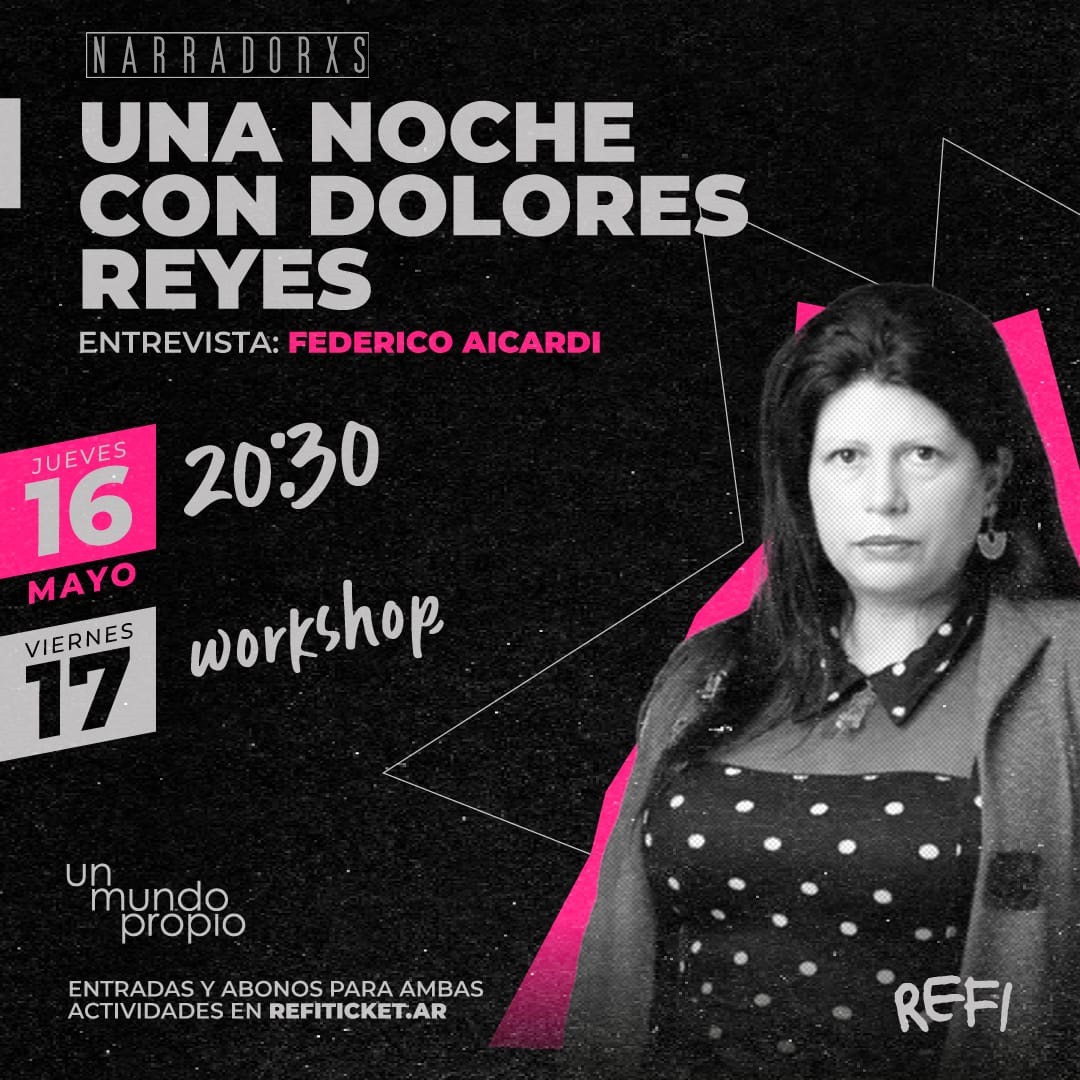 NARRADORXS
UNA NOCHE
CON DOLORES
REYES
ENTREVISTA: FEDERICO AICARDI
JUEVES
16
MAYO
20:30
VIERNES
17
workshop
un
mundo
propio
ENTRADAS Y ABONOS PARA AMBAS
ACTIVIDADES EN REFITICKET.AR
REFI